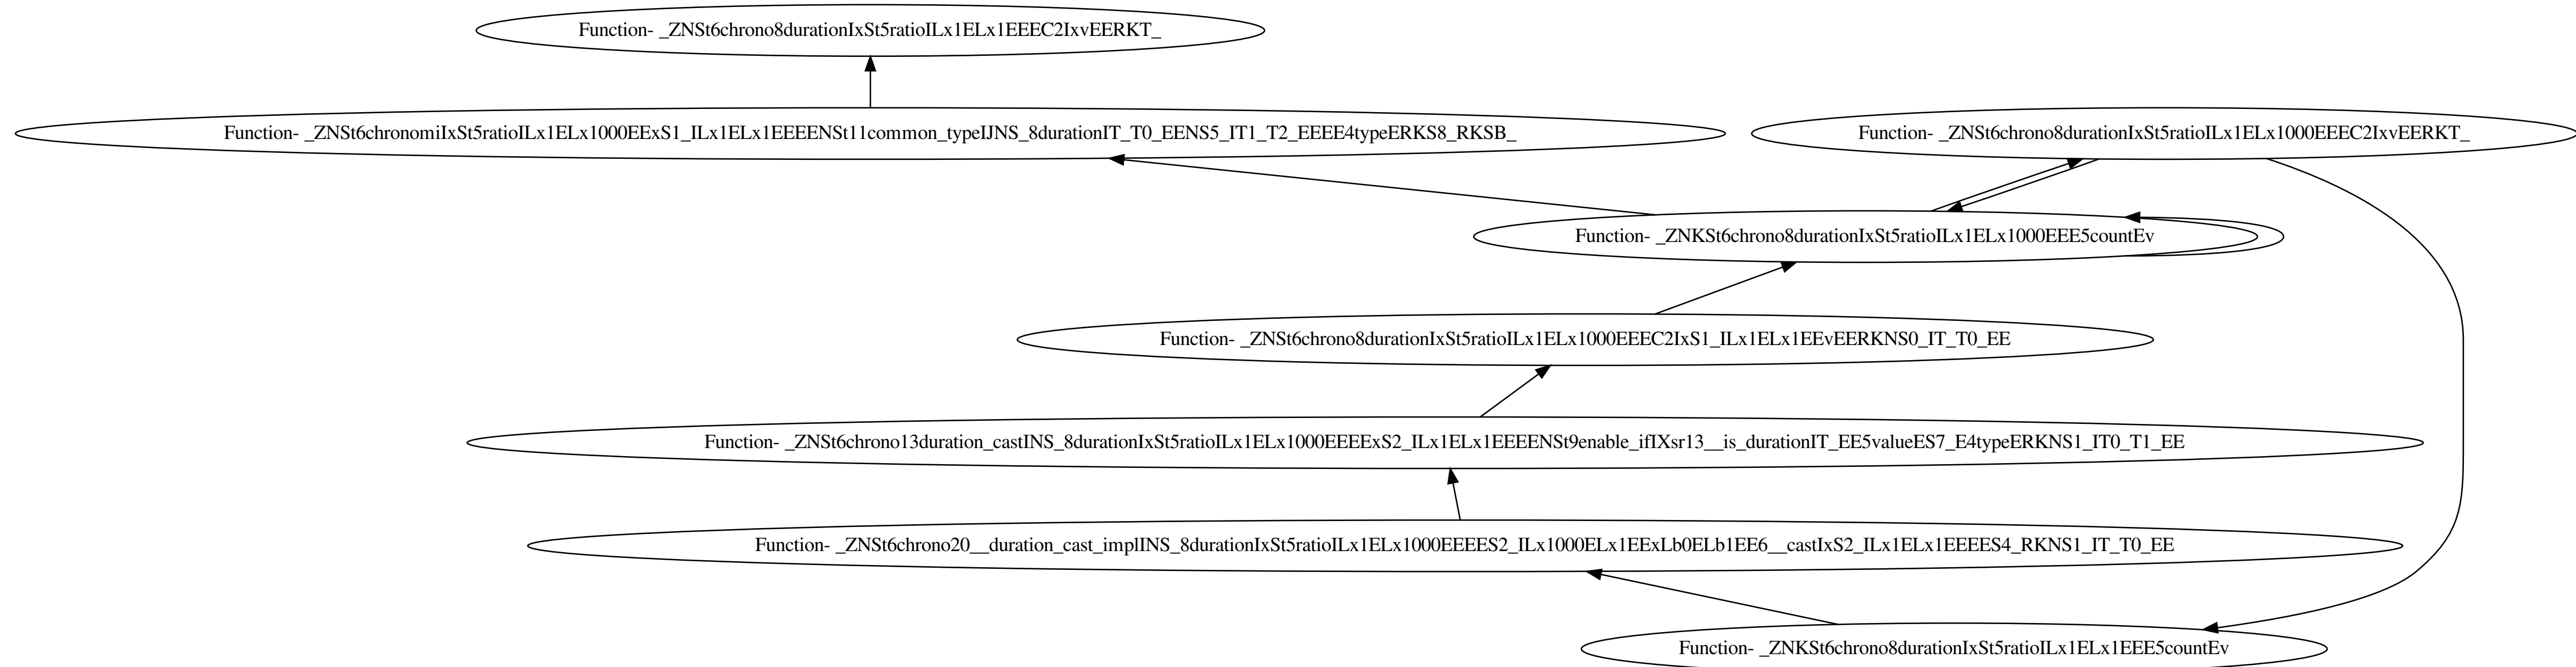 Function- _ZNSt6chrono8durationIxSt5ratioILx1ELx1EEEC2IxvEERKT_
Function- _ZNSt6chronomiIxSt5ratioILx1ELx1000EExS1_ILx1ELx1EEEENSt11common_typeIJNS_8durationIT_T0_EENS5_IT1_T2_EEEE4typeERKS8_RKSB_
Function- _ZNSt6chrono8durationIxSt5ratioILx1ELx1000EEEC2IxvEERKT_
Function- _ZNKSt6chrono8durationIxSt5ratioILx1ELx1000EEE5countEv
Function- _ZNSt6chrono8durationIxSt5ratioILx1ELx1000EEEC2IxS1_ILx1ELx1EEvEERKNS0_IT_T0_EE
Function- _ZNSt6chrono13duration_castINS_8durationIxSt5ratioILx1ELx1000EEEExS2_ILx1ELx1EEEENSt9enable_ifIXsr13__is_durationIT_EE5valueES7_E4typeERKNS1_IT0_T1_EE
Function- _ZNSt6chrono20__duration_cast_implINS_8durationIxSt5ratioILx1ELx1000EEEES2_ILx1000ELx1EExLb0ELb1EE6__castIxS2_ILx1ELx1EEEES4_RKNS1_IT_T0_EE
Function- _ZNKSt6chrono8durationIxSt5ratioILx1ELx1EEE5countEv